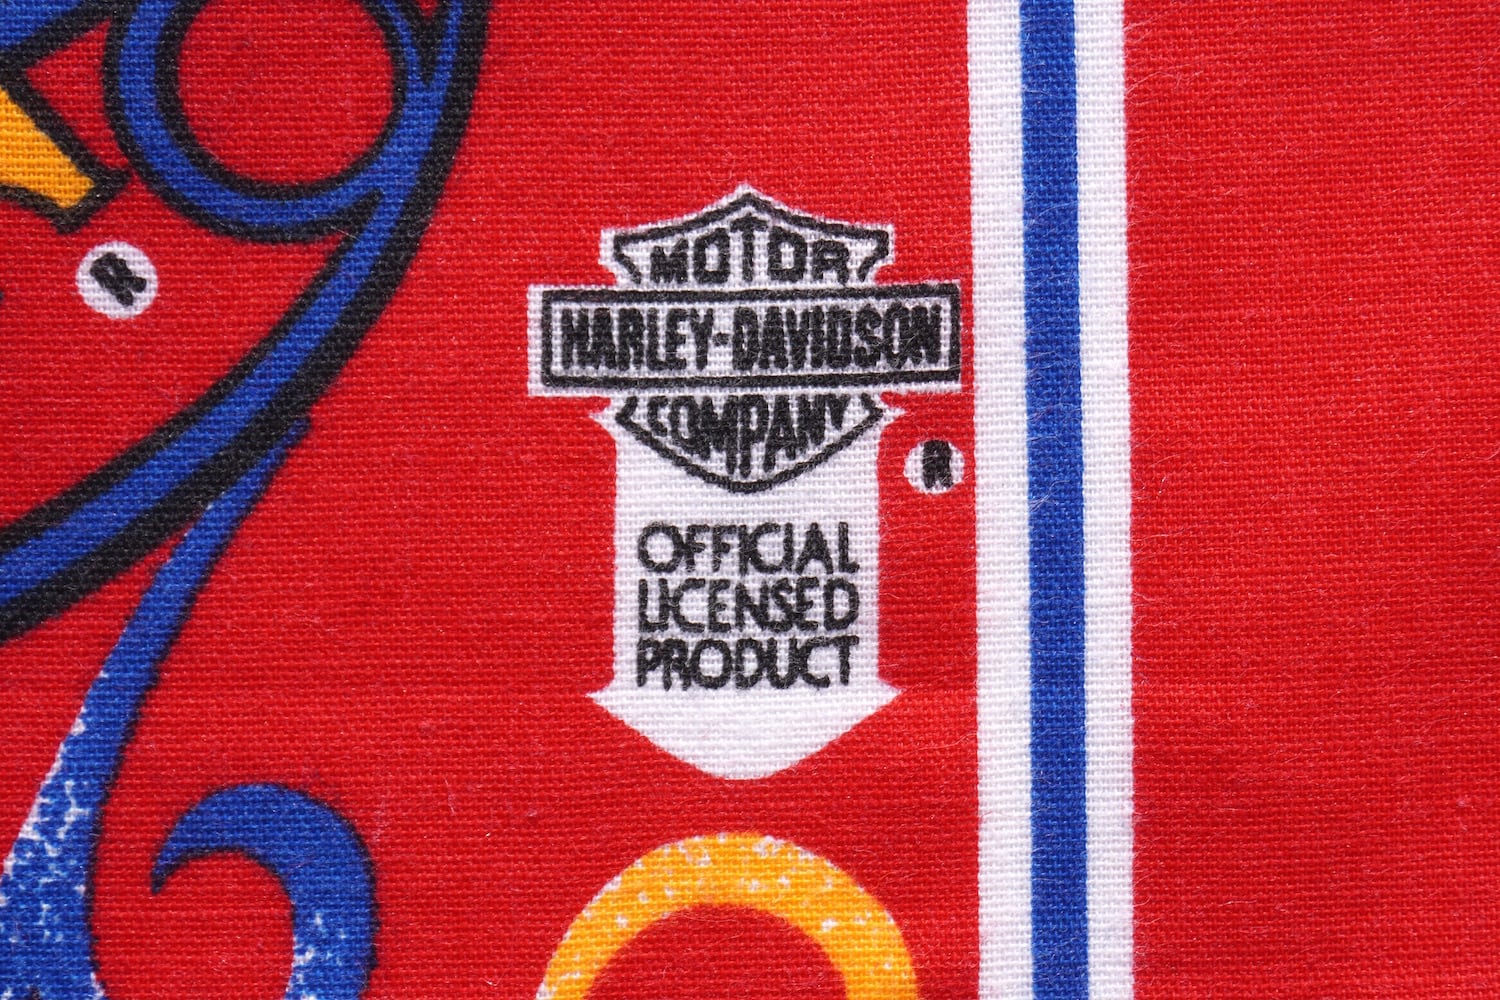 MOTOR
HARLEY-DAVIDSON
COMPANY
®
OFFICIAL
LICENSED
PRODUCT
®